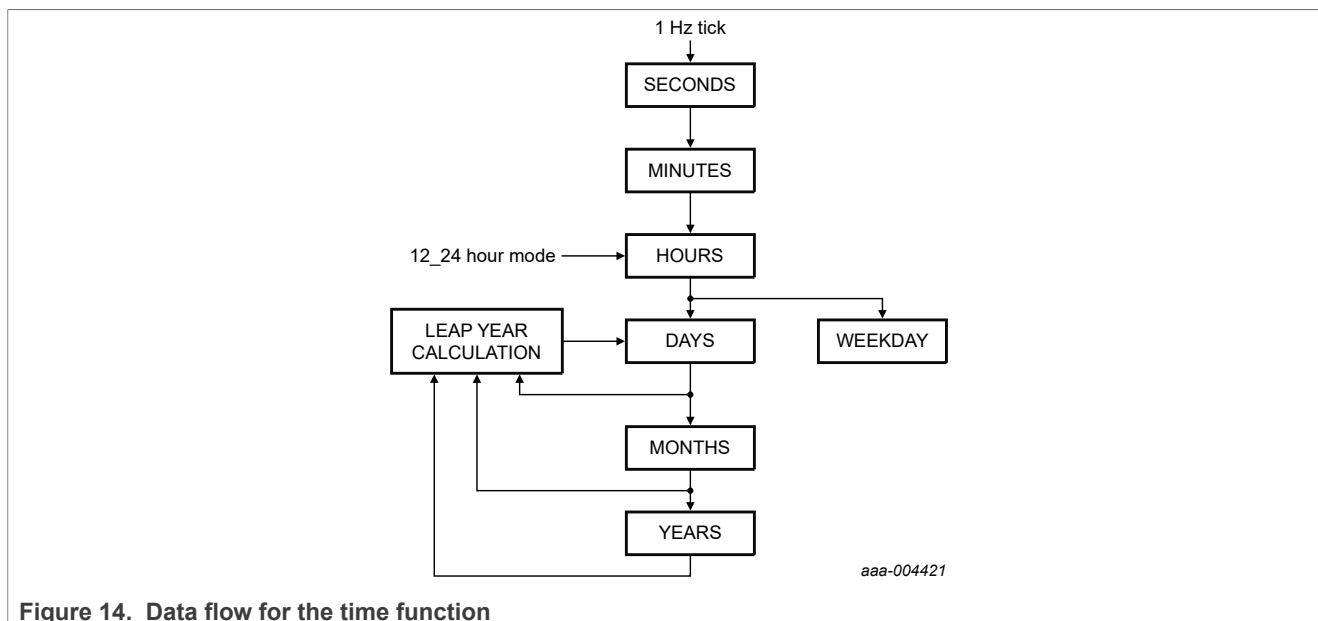 1 Hz tick
SECONDS
MINUTES
12_24 hour mode
HOURS
LEAP YEAR
CALCULATION
DAYS
WEEKDAY
MONTHS
YEARS
aaa-004421
Figure 14. Data flow for the time function